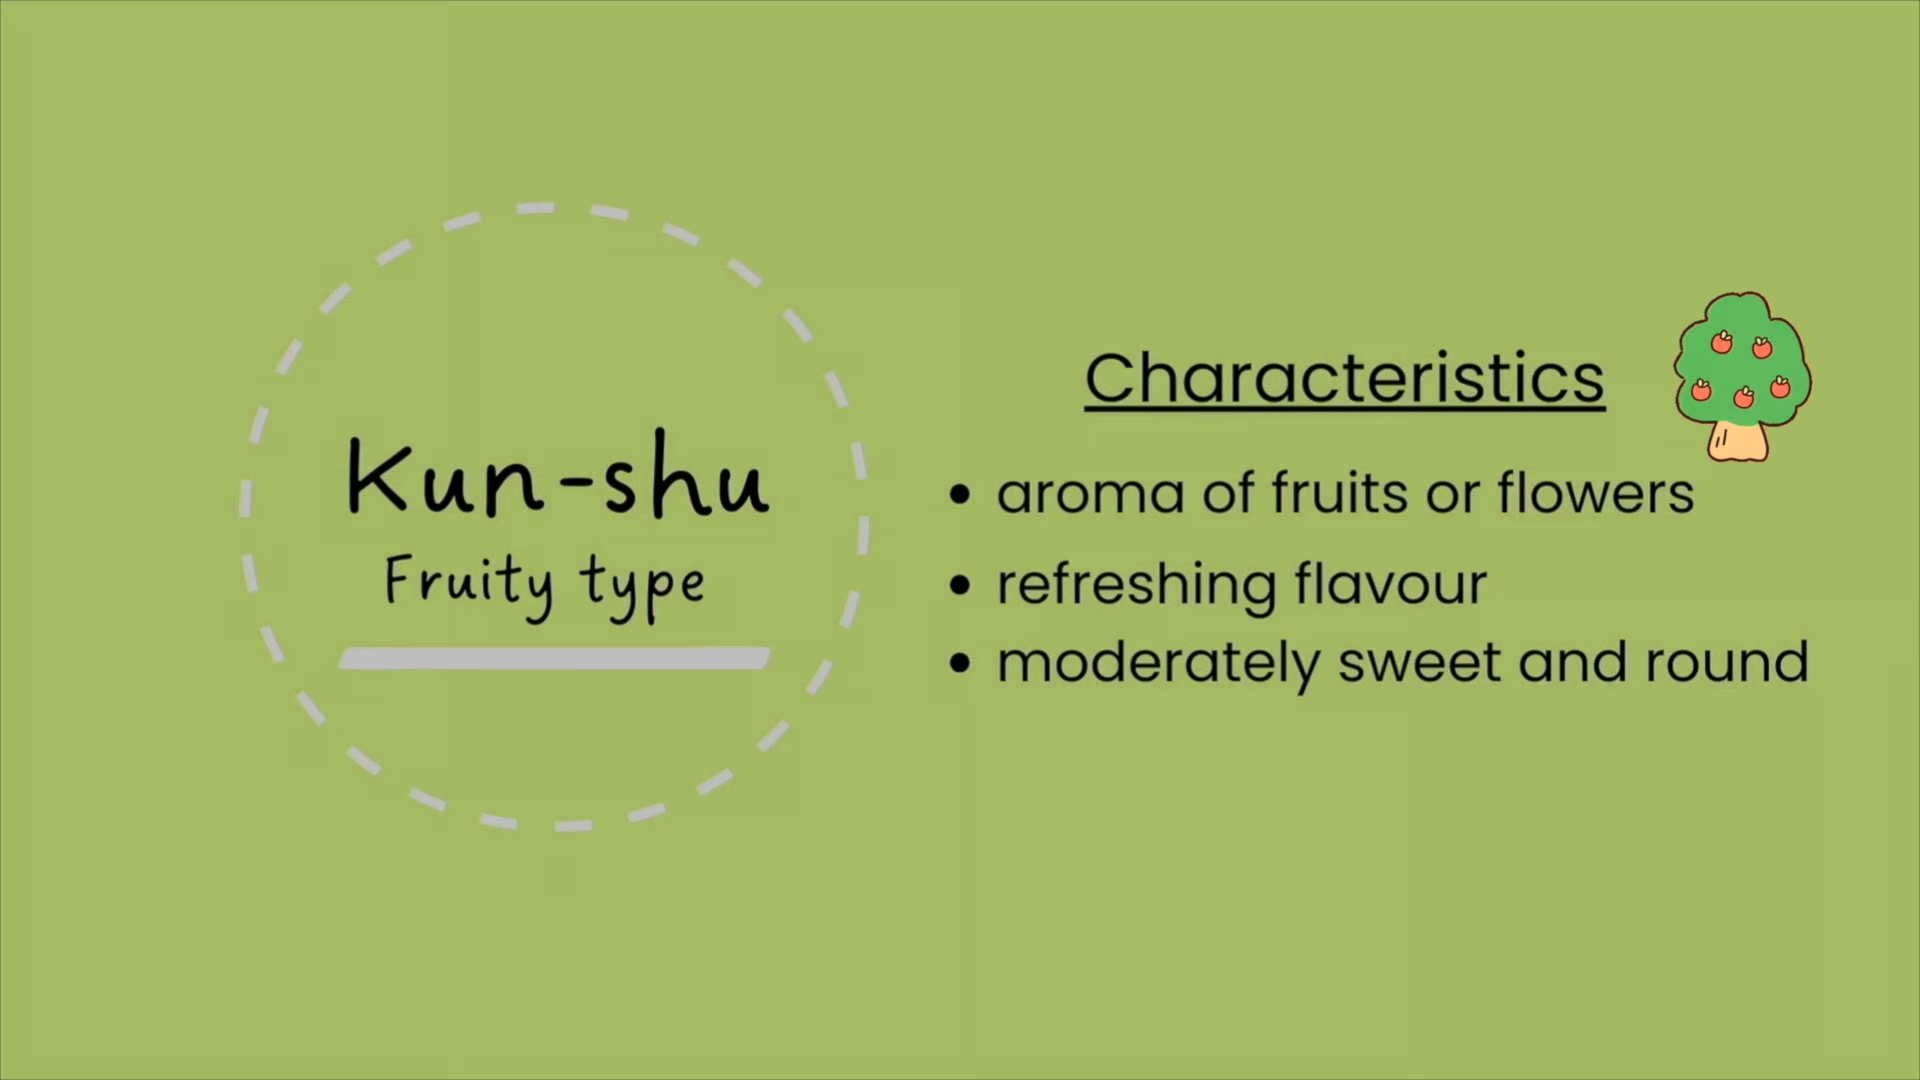 Kun-shu
Fruity type
Characteristics
• aroma of fruits or flowers
• refreshing flavour
• moderately sweet and round